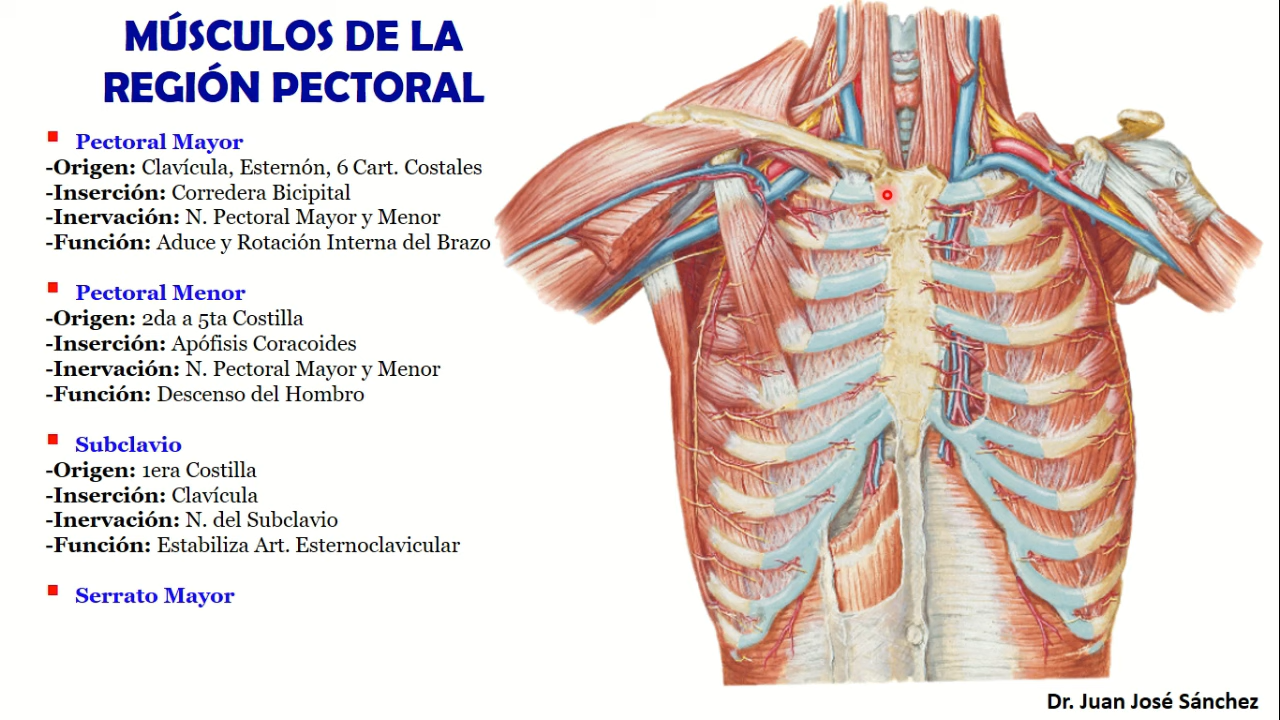 MÚSCULOS DE LA
REGIÓN PECTORAL
Pectoral Mayor
-Origen: Clavícula, Esternón, 6 Cart. Costales
-Inserción: Corredera Bicipital
-Inervación: N. Pectoral Mayor y Menor
-Función: Aduce y Rotación Interna del Brazo
Pectoral Menor
-Origen: 2da a 5ta Costilla
-Inserción: Apófisis Coracoides
-Inervación: N. Pectoral Mayor y Menor
-Función: Descenso del Hombro
Subclavio
-Origen: 1era Costilla
-Inserción: Clavícula
-Inervación: N. del Subclavio
-Función: Estabiliza Art. Esternoclavicular
Serrato Mayor
Dr. Juan José Sánchez